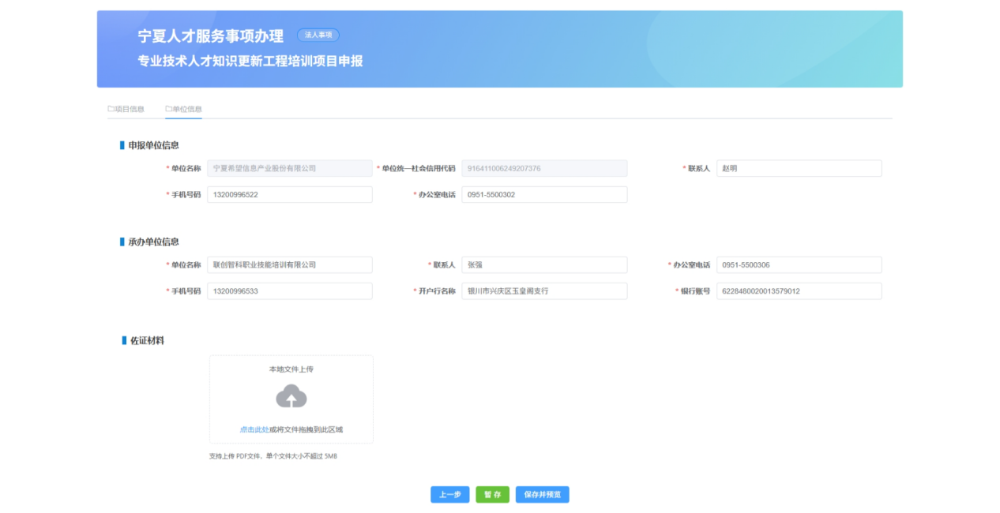 宁夏人才服务事项办理 法人事项
专业技术人才知识更新工程培训项目申报
项目信息 单位信息
申报单位信息
* 单位名称 宁夏希望信息产业股份有限公司 * 单位统一社会信用代码 916411006249207376 * 联系人 赵明
* 手机号码 13200996522 * 办公室电话 0951-5500302
承办单位信息
* 单位名称 联创智科职业技能培训有限公司 * 联系人 张强 * 办公室电话 0951-5500306
* 手机号码 13200996533 * 开户行名称 银川市兴庆区玉皇阁支行 * 银行账号 6228480020013579012
佐证材料
本地文件上传
点击此处或将文件拖拽到此区域
支持上传 PDF文件，单个文件大小不超过 5MB
上一步 暂存 保存并预览